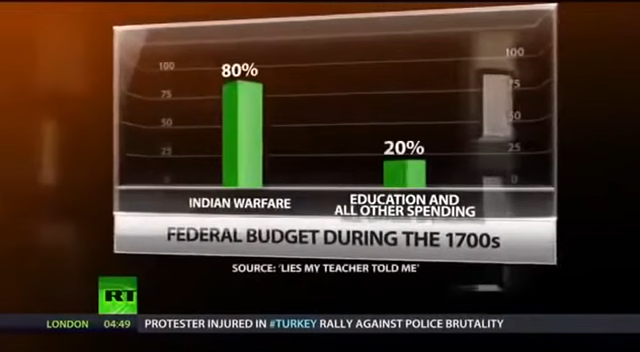 100
75
50
25
0
80%
20%
100
75
50
25
0
INDIAN WARFARE
EDUCATION AND
ALL OTHER SPENDING
FEDERAL BUDGET DURING THE 1700s
SOURCE: 'LIES MY TEACHER TOLD ME'
RT
LONDON 04:49 PROTESTER INJURED IN #TURKEY RALLY AGAINST POLICE BRUTALITY